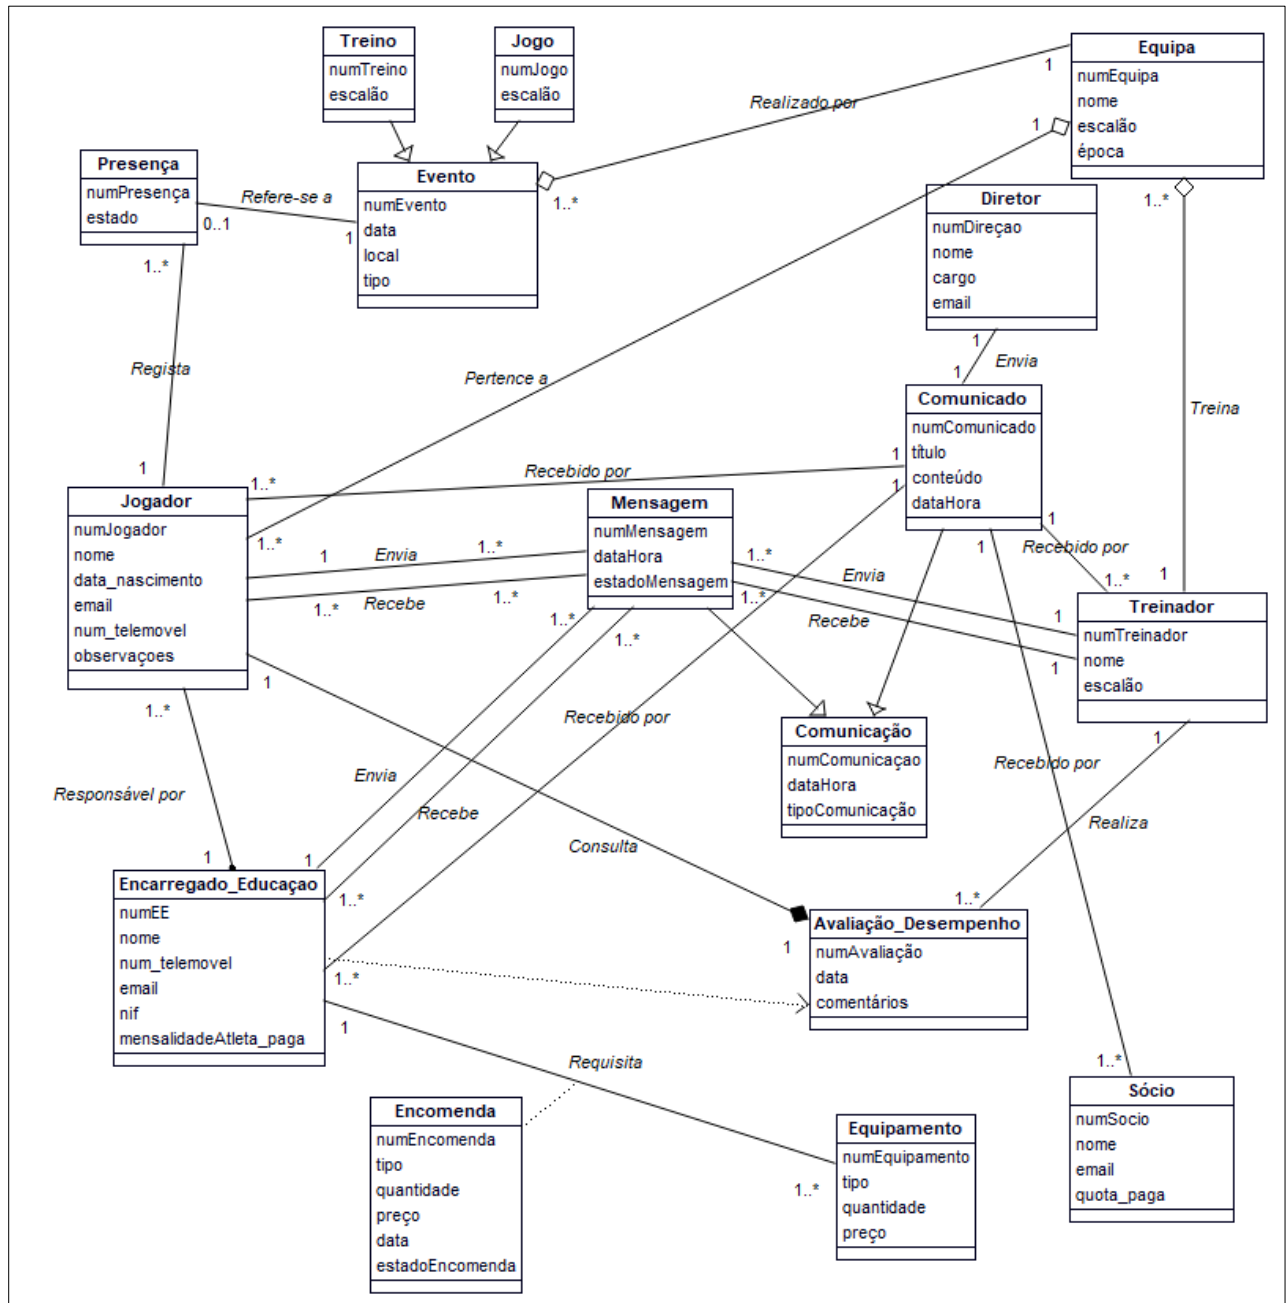 Treino
numTreino
escalão
Jogo
numJogo
escalão
Equipa
numEquipa
nome
escalão
época
1
Realizado por
1
1..*
1..*
Presença
numPresença
estado
Refere-se a
0..1
1
1..*
Evento
numEvento
data
local
tipo
Diretor
numDireçao
nome
cargo
email
1
Envia
1
Regista
Pertence a
Treina
Comunicado
numComunicado
título
conteúdo
dataHora
1
1
1
1
Recebido por
1..*
1
1..*
Recebido por
1
Jogador
numJogador
nome
data_nascimento
email
num_telemovel
observaçoes
1..*
1
Envia
1..*
1..*
Recebe
1..*
Mensagem
numMensagem
dataHora
estadoMensagem
1..*
Envia
1
1..*
Recebe
1
1..*
1..*
Treinador
numTreinador
nome
escalão
1
1..*
1
Recebido por
Comunicação
numComunicaçao
dataHora
tipoComunicação
Recebido por
Responsável por
Envia
Recebe
Consulta
Realiza
1
1
1..*
1..*
1..*
1
Encarregado_Educaçao
numEE
nome
num_telemovel
email
nif
mensalidadeAtleta_paga
Avaliação_Desempenho
numAvaliação
data
comentários
1
Requisita
1..*
1..*
Encomenda
numEncomenda
tipo
quantidade
preço
data
estadoEncomenda
Equipamento
numEquipamento
tipo
quantidade
preço
Sócio
numSocio
nome
email
quota_paga